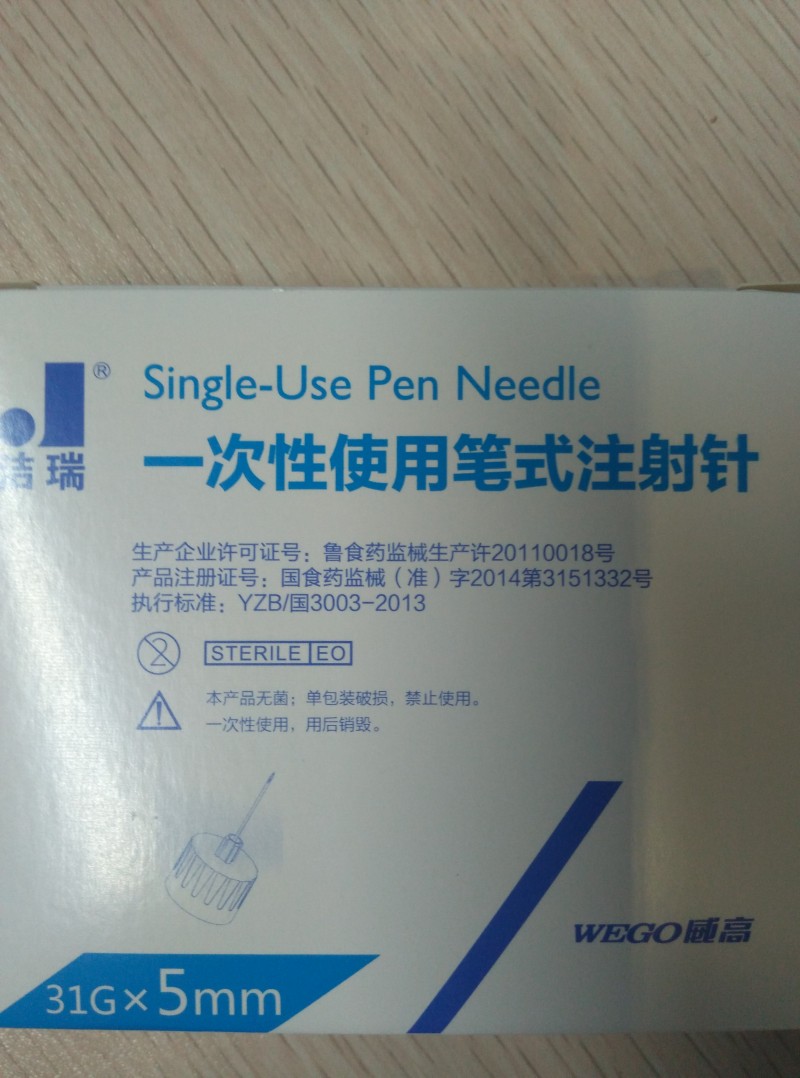 ®
洁瑞
Single-Use Pen Needle
一次性使用笔式注射针
生产企业许可证号：鲁食药监械生产许20110018号
产品注册证号：国食药监械（准）字2014第3151332号
执行标准：YZB/国3003-2013
2
STERILE EO
本产品无菌；单包装破损，禁止使用。
一次性使用，用后销毁。
WEGO威高
31G×5mm